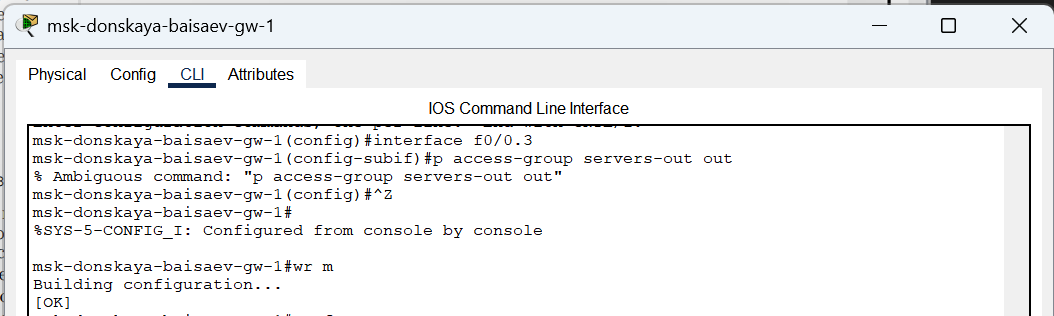 msk-donskaya-baisaev-gw-1
Physical Config CLI Attributes
IOS Command Line Interface
msk-donskaya-baisaev-gw-1(config)#interface f0/0.3
msk-donskaya-baisaev-gw-1(config-subif)#p access-group servers-out out
% Ambiguous command: "p access-group servers-out out"
msk-donskaya-baisaev-gw-1(config)#^Z
msk-donskaya-baisaev-gw-1#
%SYS-5-CONFIG_I: Configured from console by console
msk-donskaya-baisaev-gw-1#wr m
Building configuration...
[OK]